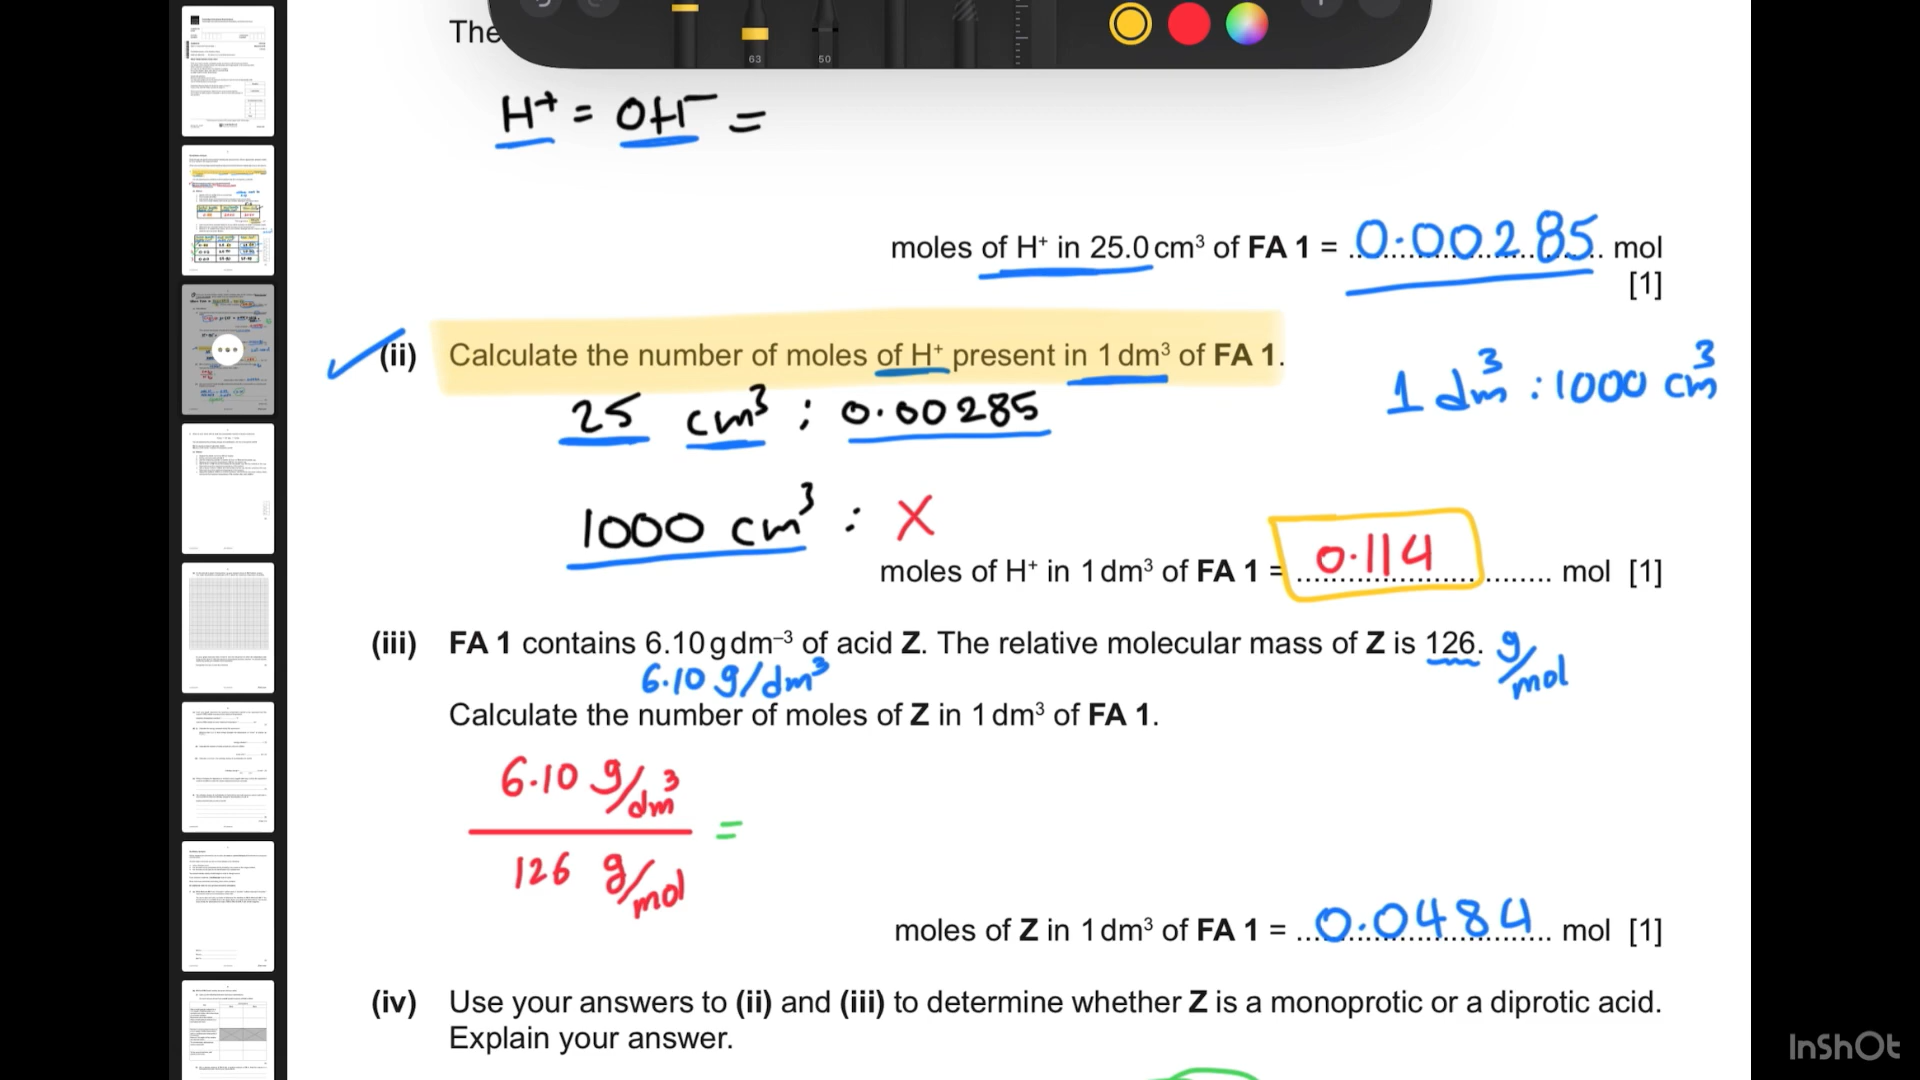 The
63
50
H⁺ = OH⁻ =
moles of H⁺ in 25.0 cm³ of FA 1 = 0.00285 mol
[1]
(ii) Calculate the number of moles of H⁺ present in 1 dm³ of FA 1.
1 dm³ : 1000 cm³
25 cm³ : 0.00285
1000 cm³ : X
moles of H⁺ in 1 dm³ of FA 1 = 0.114 mol [1]
(iii) FA 1 contains 6.10 g dm⁻³ of acid Z. The relative molecular mass of Z is 126. g/mol
6.10 g/dm³
Calculate the number of moles of Z in 1 dm³ of FA 1.
6.10 g/dm³
=
126 g/mol
moles of Z in 1 dm³ of FA 1 = 0.0484 mol [1]
(iv) Use your answers to (ii) and (iii) to determine whether Z is a monoprotic or a diprotic acid.
Explain your answer.
InShOt